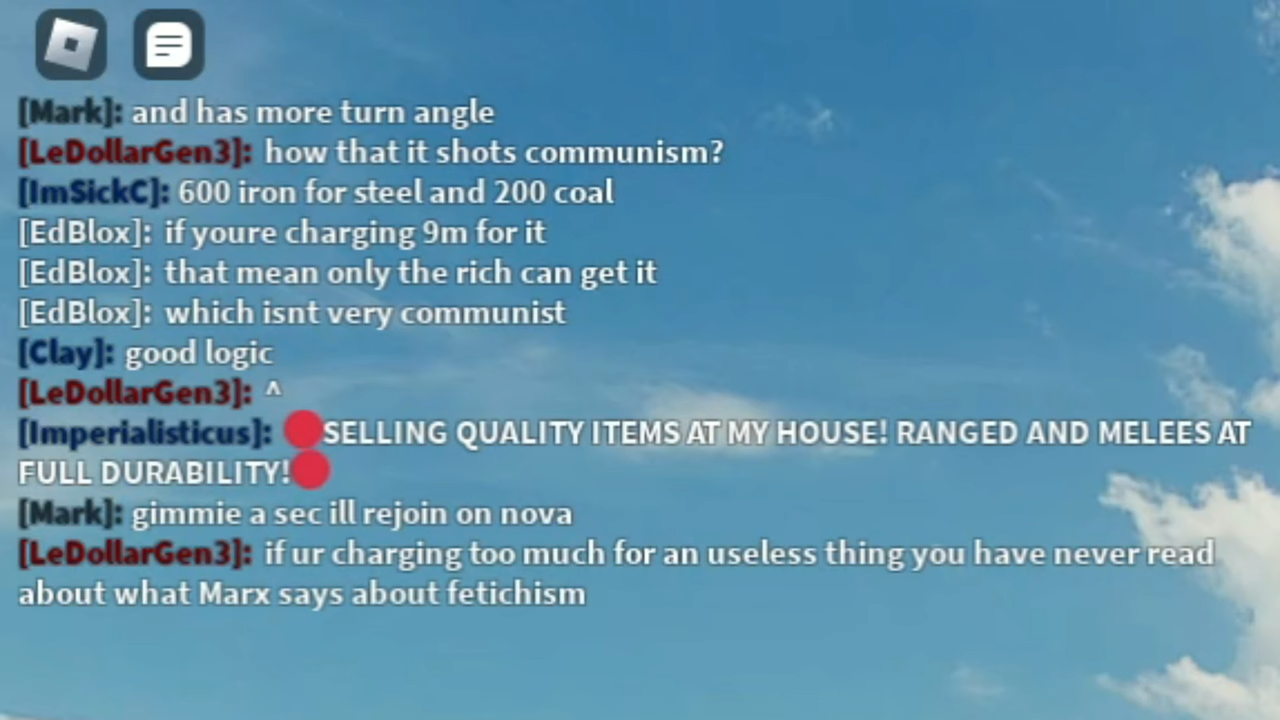 [Mark]: and has more turn angle
[LeDollarGen3]: how that it shots communism?
[ImSickC]: 600 iron for steel and 200 coal
[EdBlox]: if youre charging 9m for it
[EdBlox]: that mean only the rich can get it
[EdBlox]: which isnt very communist
[Clay]: good logic
[LeDollarGen3]: ^
[Imperialisticus]: 🔴SELLING QUALITY ITEMS AT MY HOUSE! RANGED AND MELEES AT
FULL DURABILITY!🔴
[Mark]: gimmie a sec ill rejoin on nova
[LeDollarGen3]: if ur charging too much for an useless thing you have never read
about what Marx says about fetichism